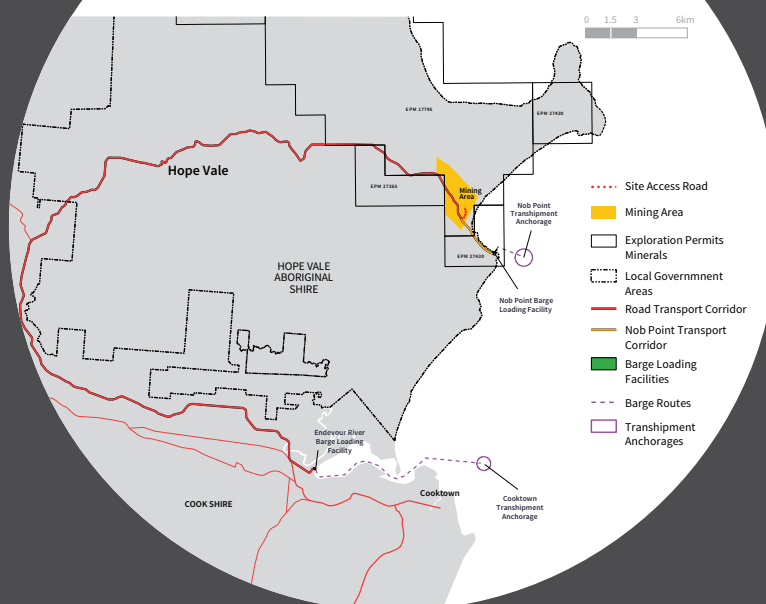 0 1.5 3 6km
EPM 17795
EPM 27430
Hope Vale
EPM 27265
Mining
Area
Nob Point
Transhipment
Anchorage
HOPE VALE
ABORIGINAL
SHIRE
EPM 27430
Nob Point Barge
Loading Facility
Endevour River
Barge Loading
Facility
Cooktown
COOK SHIRE
Cooktown
Transhipment
Anchorage
Site Access Road
Mining Area
Exploration Permits
Minerals
Local Governmnent
Areas
Road Transport Corridor
Nob Point Transport
Corridor
Barge Loading
Facilities
Barge Routes
Transhipment
Anchorages